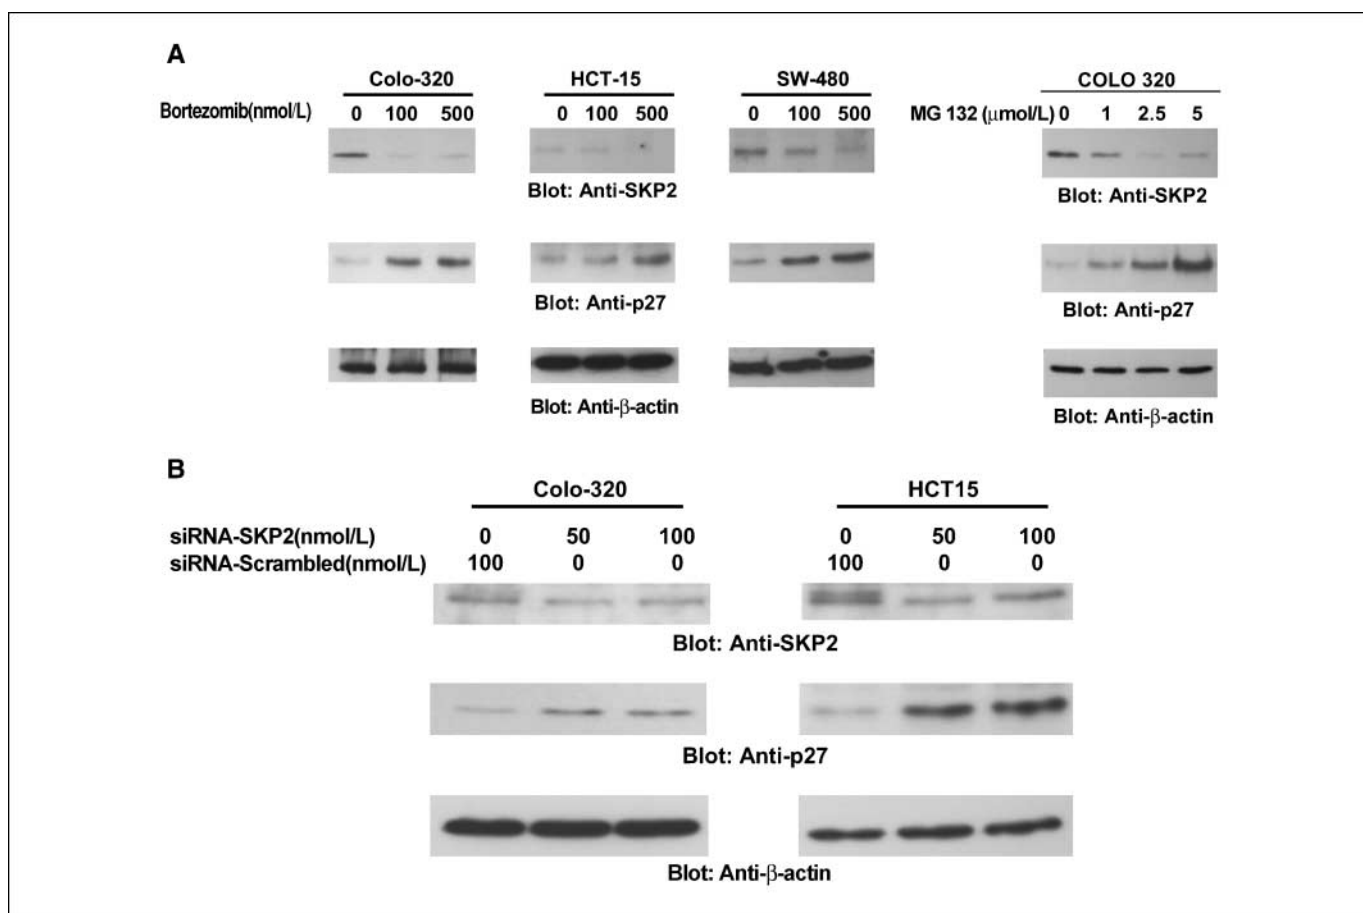 A
Colo-320 HCT-15 SW-480 COLO 320
Bortezomib(nmol/L) 0 100 500 0 100 500 0 100 500 MG 132 (μmol/L) 0 1 2.5 5
Blot: Anti-SKP2 Blot: Anti-SKP2
Blot: Anti-p27 Blot: Anti-p27
Blot: Anti-β-actin Blot: Anti-β-actin
B
Colo-320 HCT15
siRNA-SKP2(nmol/L) 0 50 100 0 50 100
siRNA-Scrambled(nmol/L) 100 0 0 100 0 0
Blot: Anti-SKP2
Blot: Anti-p27
Blot: Anti-β-actin